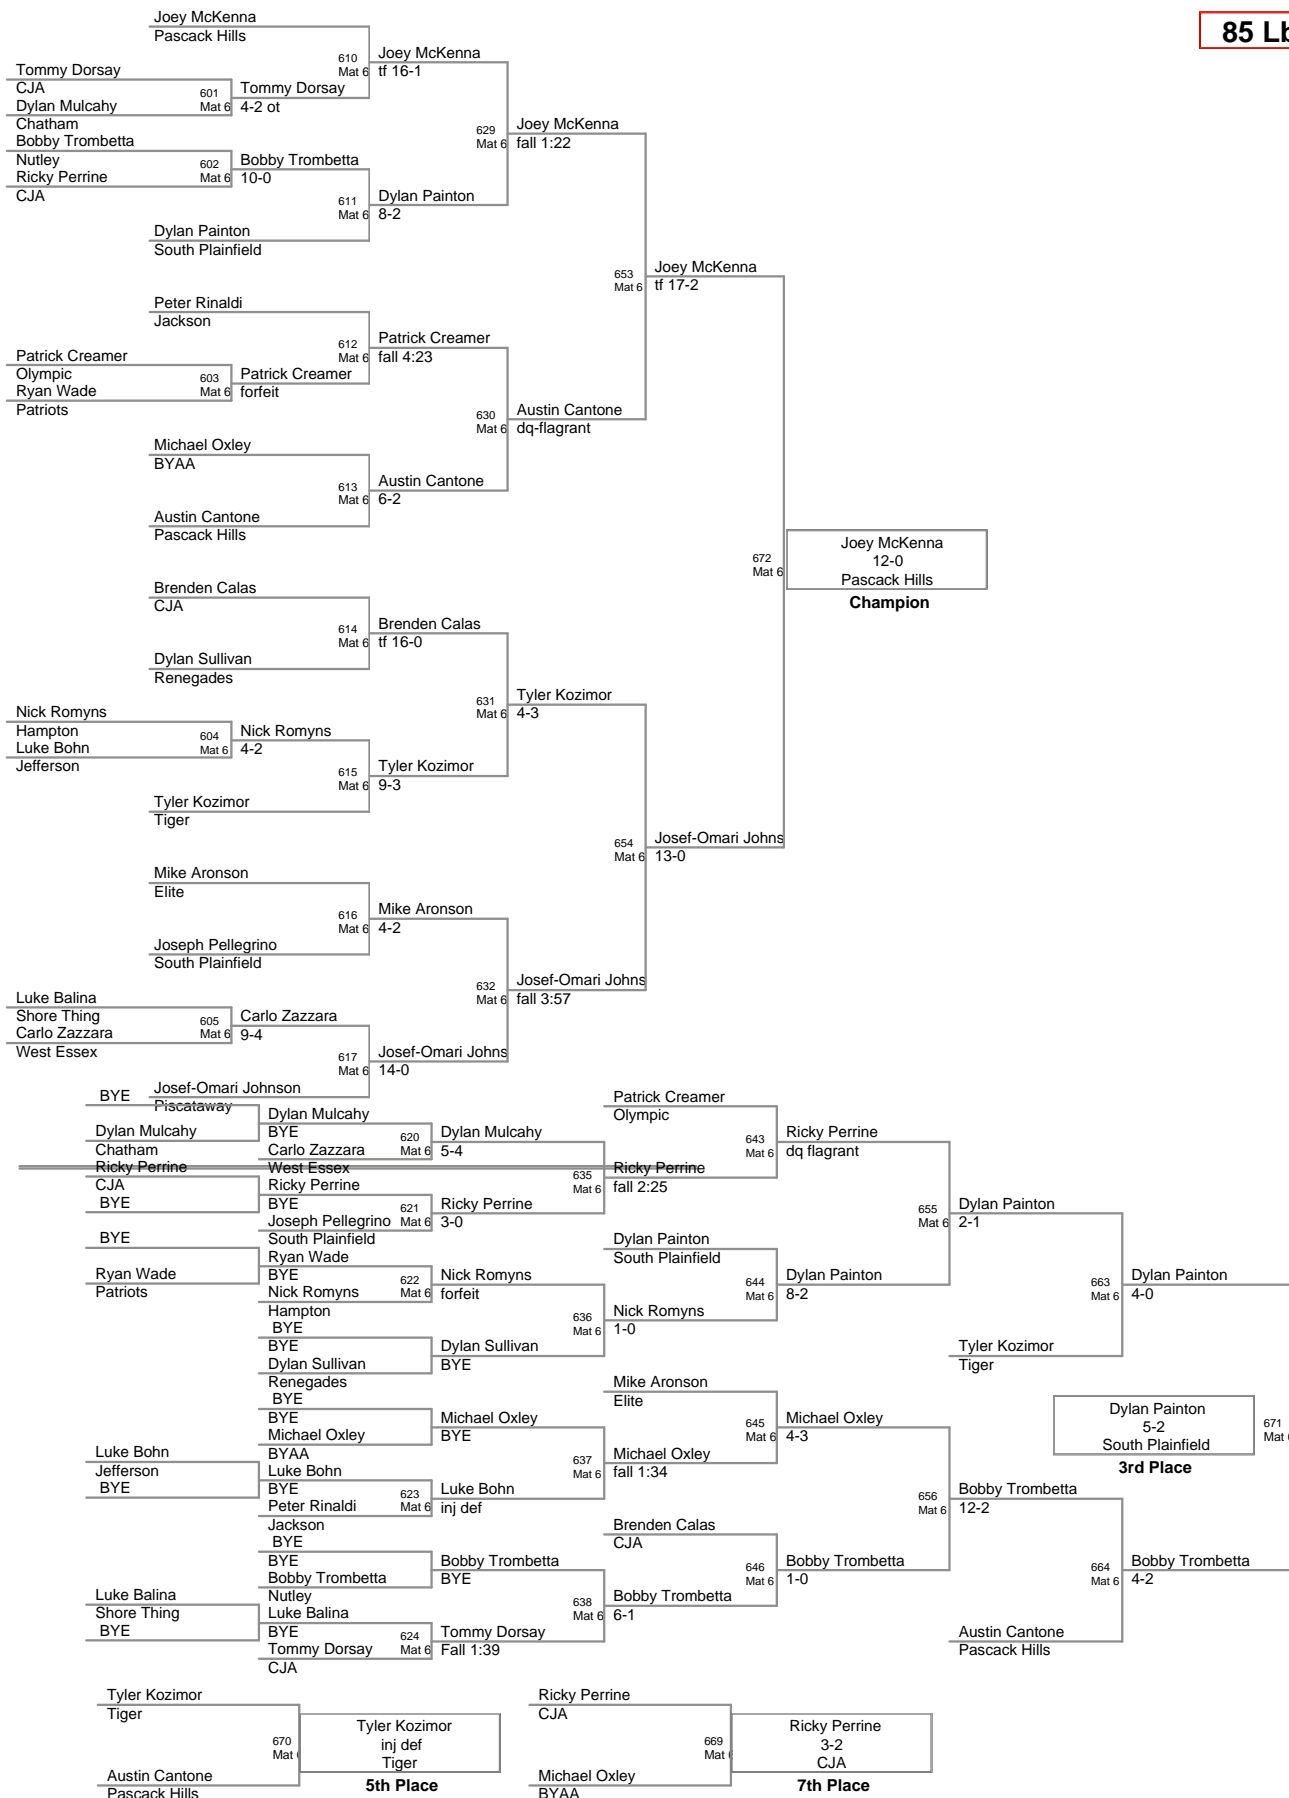 85 Lb
Joey McKenna
Pascack Hills
610
Mat 6
Joey McKenna
tf 16-1
Tommy Dorsay
CJA
601
Mat 6
Tommy Dorsay
4-2 ot
Dylan Mulcahy
Chatham
629
Mat 6
Joey McKenna
fall 1:22
Bobby Trombetta
Nutley
602
Mat 6
Bobby Trombetta
10-0
Ricky Perrine
CJA
611
Mat 6
Dylan Painton
8-2
Dylan Painton
South Plainfield
653
Mat 6
Joey McKenna
tf 17-2
Peter Rinaldi
Jackson
612
Mat 6
Patrick Creamer
fall 4:23
Patrick Creamer
Olympic
603
Mat 6
Patrick Creamer
forfeit
Ryan Wade
Patriots
630
Mat 6
Austin Cantone
dq-flagrant
Michael Oxley
BYAA
613
Mat 6
Austin Cantone
6-2
Austin Cantone
Pascack Hills
672
Mat 6
Joey McKenna
12-0
Pascack Hills
Champion
Brenden Calas
CJA
614
Mat 6
Brenden Calas
tf 16-0
Dylan Sullivan
Renegades
631
Mat 6
Tyler Kozimor
4-3
Nick Romyns
Hampton
604
Mat 6
Nick Romyns
4-2
Luke Bohn
Jefferson
615
Mat 6
Tyler Kozimor
9-3
Tyler Kozimor
Tiger
654
Mat 6
Josef-Omari Johns
13-0
Mike Aronson
Elite
616
Mat 6
Mike Aronson
4-2
Joseph Pellegrino
South Plainfield
632
Mat 6
Josef-Omari Johns
fall 3:57
Luke Balina
Shore Thing
605
Mat 6
Carlo Zazzara
9-4
Carlo Zazzara
West Essex
617
Mat 6
Josef-Omari Johns
14-0
Josef-Omari Johnson
Piscataway
BYE
Dylan Mulcahy
Chatham
Dylan Mulcahy
BYE
Carlo Zazzara
West Essex
620
Mat 6
Dylan Mulcahy
5-4
Patrick Creamer
Olympic
643
Mat 6
Ricky Perrine
dq flagrant
635
Mat 6
Ricky Perrine
fall 2:25
Ricky Perrine
CJA
BYE
Ricky Perrine
BYE
Joseph Pellegrino
South Plainfield
621
Mat 6
Ricky Perrine
3-0
655
Mat 6
Dylan Painton
2-1
BYE
Ryan Wade
Patriots
Ryan Wade
BYE
Nick Romyns
Hampton
622
Mat 6
Nick Romyns
forfeit
Dylan Painton
South Plainfield
644
Mat 6
Dylan Painton
8-2
636
Mat 6
Nick Romyns
1-0
663
Mat 6
Dylan Painton
4-0
BYE
BYE
Dylan Sullivan
Renegades
Dylan Sullivan
BYE
Tyler Kozimor
Tiger
BYE
BYE
Michael Oxley
BYAA
Michael Oxley
BYE
Mike Aronson
Elite
645
Mat 6
Michael Oxley
4-3
Dylan Painton
5-2
South Plainfield
3rd Place
671
Mat
637
Mat 6
Michael Oxley
fall 1:34
Luke Bohn
Jefferson
BYE
Luke Bohn
BYE
Peter Rinaldi
Jackson
623
Mat 6
Luke Bohn
inj def
656
Mat 6
Bobby Trombetta
12-2
BYE
BYE
Bobby Trombetta
Nutley
Bobby Trombetta
BYE
Brenden Calas
CJA
646
Mat 6
Bobby Trombetta
1-0
664
Mat 6
Bobby Trombetta
4-2
638
Mat 6
Bobby Trombetta
6-1
Luke Balina
Shore Thing
BYE
Luke Balina
BYE
Tommy Dorsay
CJA
624
Mat 6
Tommy Dorsay
Fall 1:39
Austin Cantone
Pascack Hills
Tyler Kozimor
Tiger
670
Mat
Tyler Kozimor
inj def
Tiger
5th Place
Austin Cantone
Pascack Hills
Ricky Perrine
CJA
669
Mat
Ricky Perrine
3-2
CJA
7th Place
Michael Oxley
BYAA